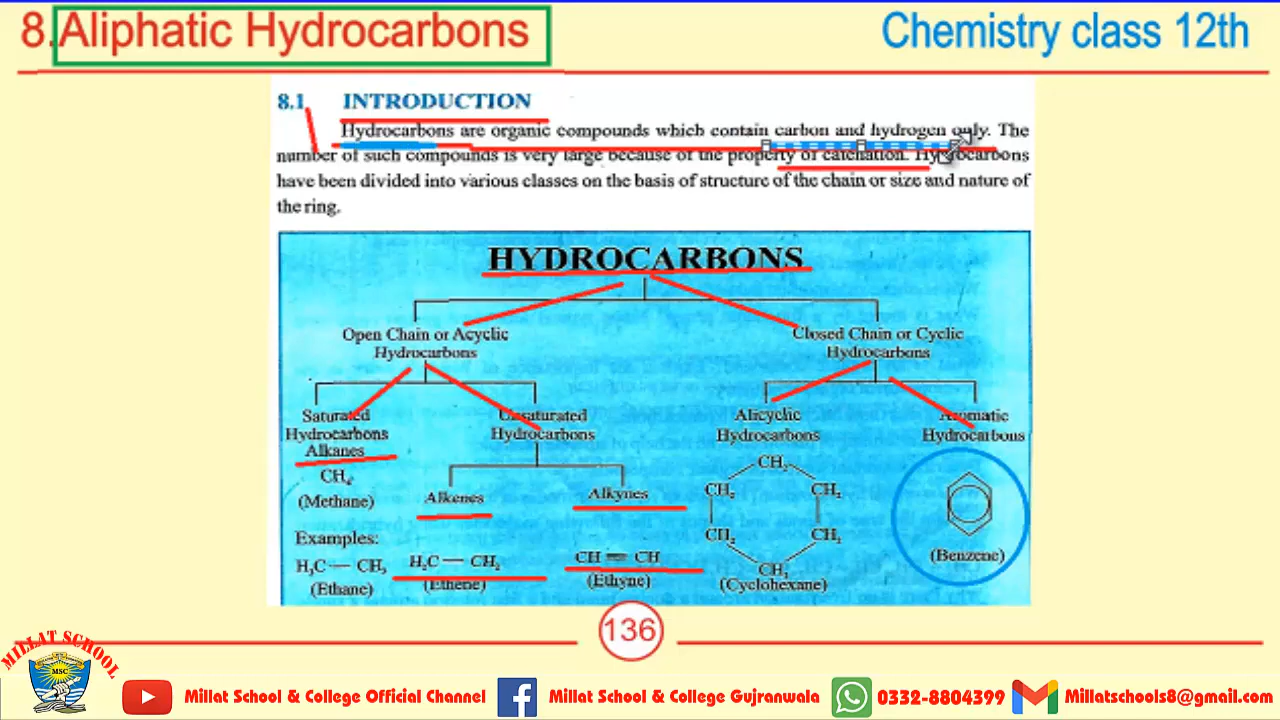 8. Aliphatic Hydrocarbons
Chemistry class 12th
8.1 INTRODUCTION
Hydrocarbons are organic compounds which contain carbon and hydrogen only. The
number of such compounds is very large because of the property of catenation. Hydrocarbons
have been divided into various classes on the basis of structure of the chain or size and nature of
the ring.
HYDROCARBONS
Open Chain or Acyclic
Hydrocarbons
Closed Chain or Cyclic
Hydrocarbons
Saturated
Hydrocarbons
Alkanes
CH₄
(Methane)
Unsaturated
Hydrocarbons
Alicyclic
Hydrocarbons
Aromatic
Hydrocarbons
Alkenes
Alkynes
Examples:
H₃C — CH₃
(Ethane)
H₂C — CH₂
(Ethene)
CH ═ CH
(Ethyne)
CH₂
CH₂ CH₂
CH₂ CH₂
CH₂
(Cyclohexane)
(Benzene)
136
MILLAT SCHOOL
MSC
Millat School & College Official Channel
Millat School & College Gujranwala
0332-8804399
Millatschools8@gmail.com